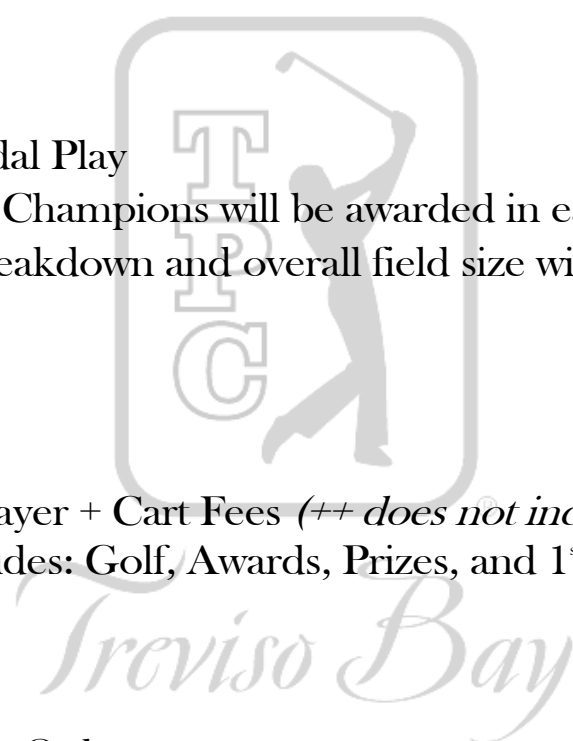 dal Play
Champions will be awarded in e
eakdown and overall field size wi
TPC
ayer + Cart Fees (++ does not inc
des: Golf, Awards, Prizes, and 1
®
Treviso Bay